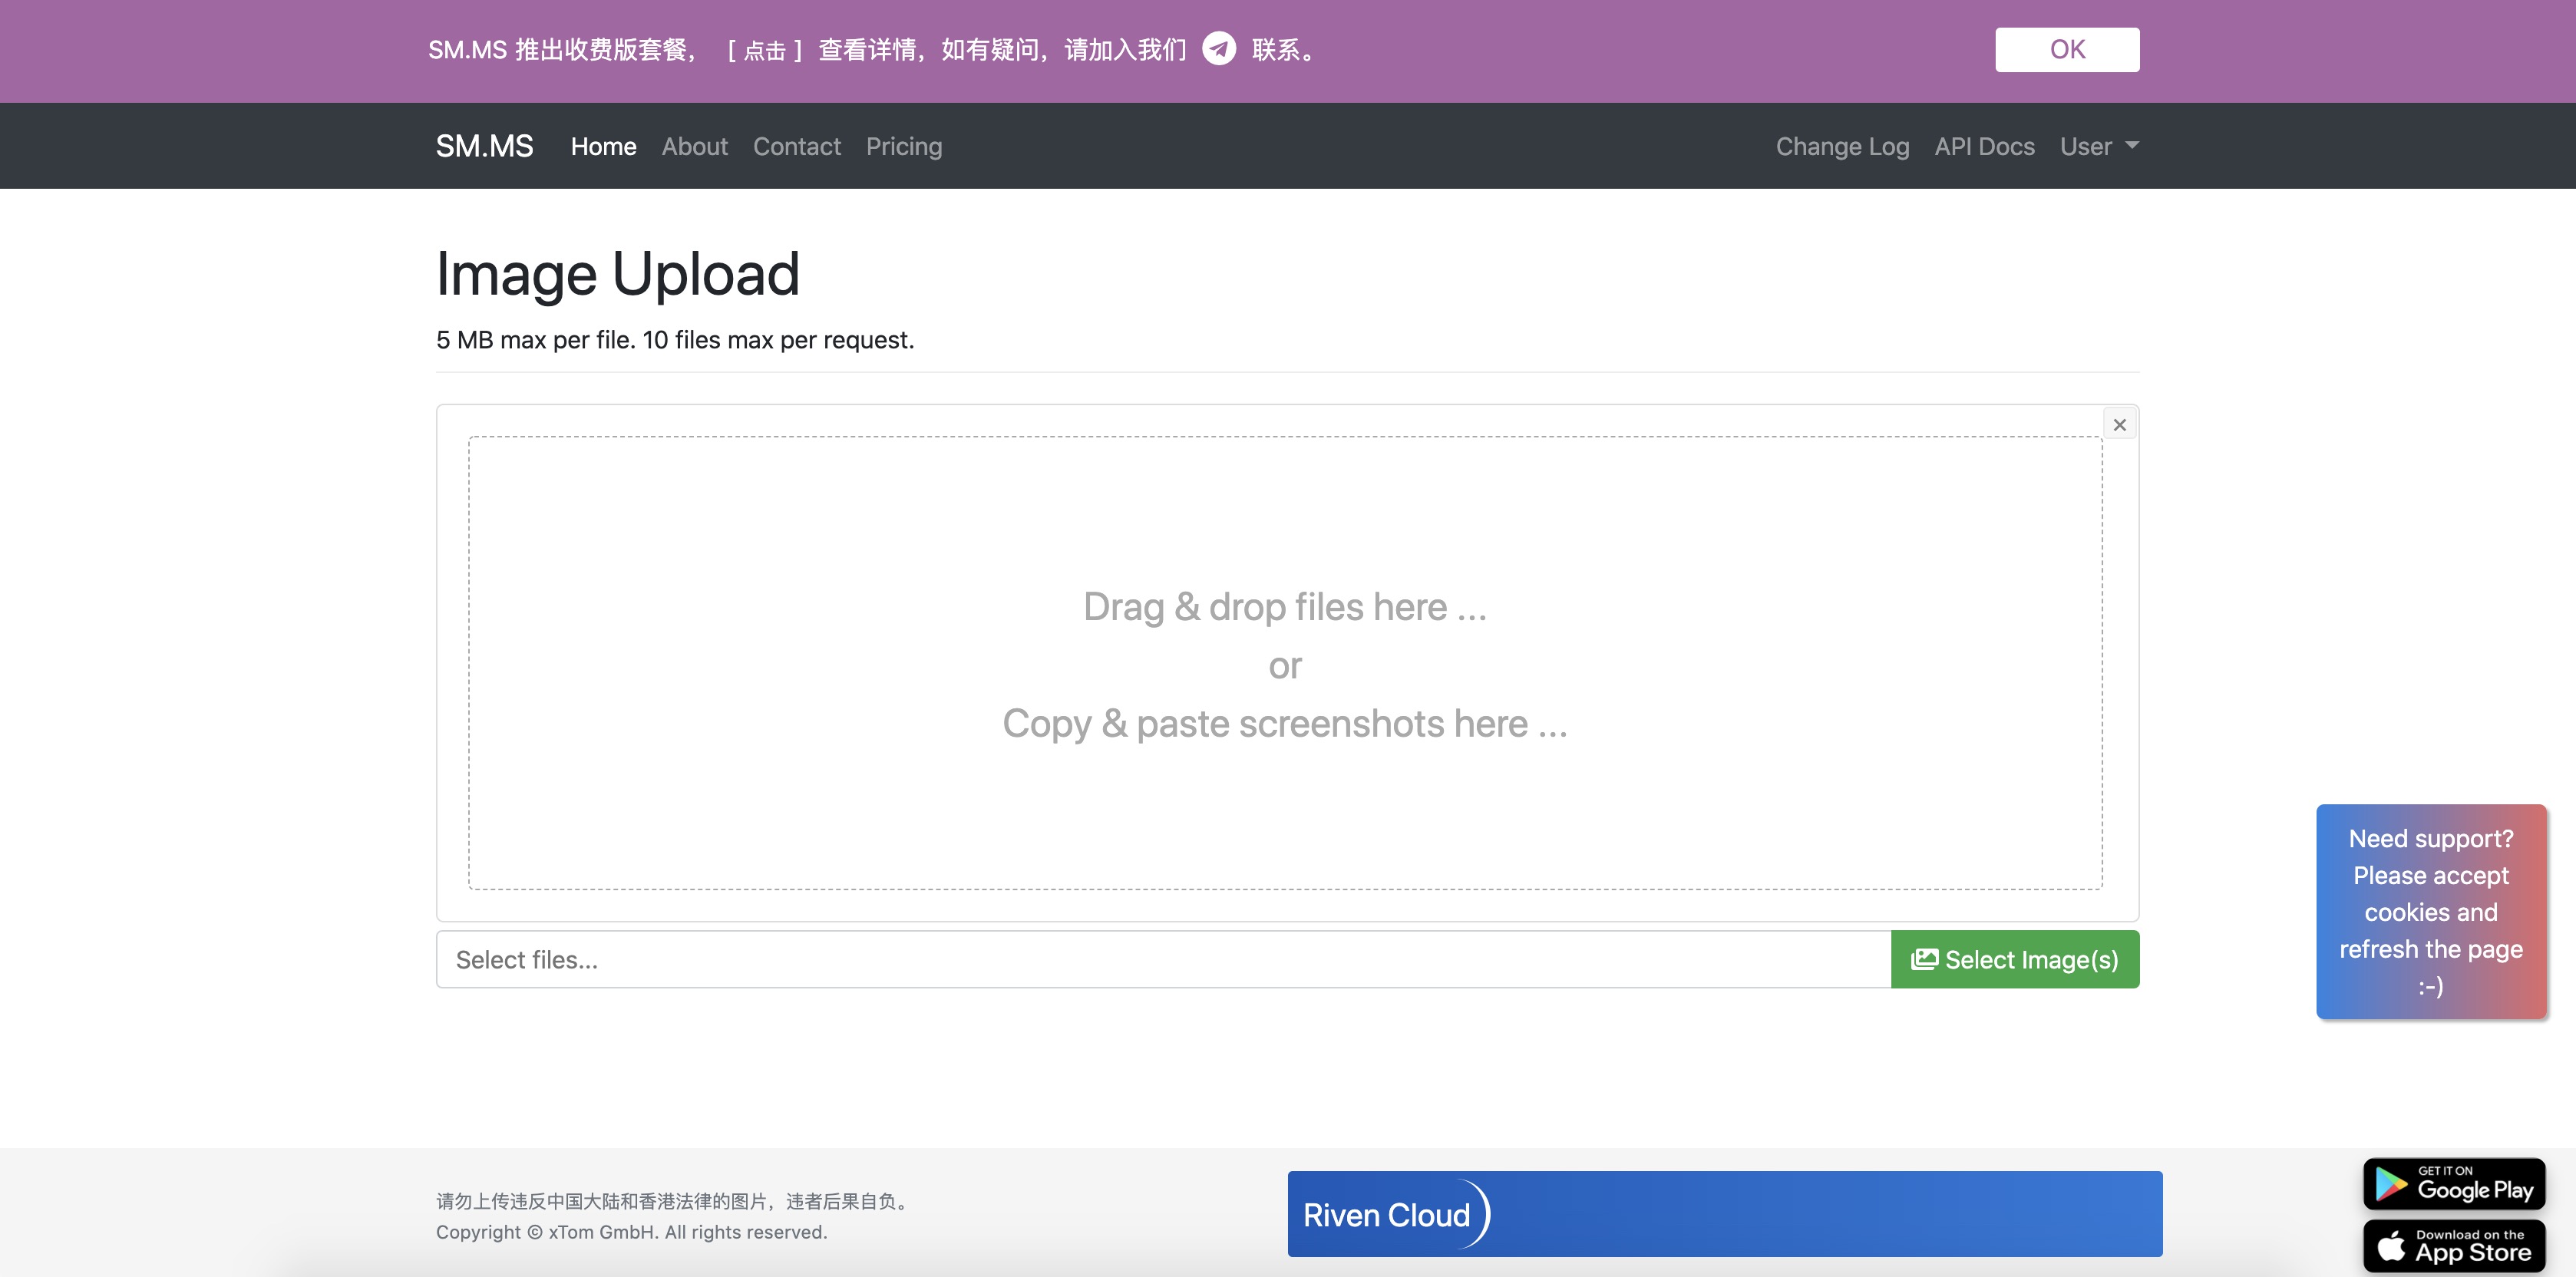 SM.MS 推出收费版套餐， [ 点击 ] 查看详情，如有疑问，请加入我们 联系。
OK
SM.MS Home About Contact Pricing
Change Log API Docs User
Image Upload
5 MB max per file. 10 files max per request.
Drag & drop files here ...
or
Copy & paste screenshots here ...
Select files...
Select Image(s)
Need support?
Please accept
cookies and
refresh the page
:-)
请勿上传违反中国大陆和香港法律的图片，违者后果自负。
Copyright © xTom GmbH. All rights reserved.
Riven Cloud
GET IT ON
Google Play
Download on the
App Store